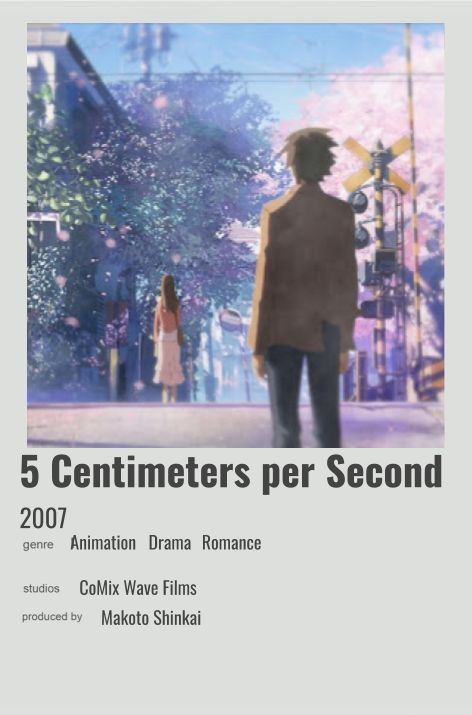 5 Centimeters per Second
2007
genre Animation Drama Romance
studios CoMix Wave Films
produced by Makoto Shinkai